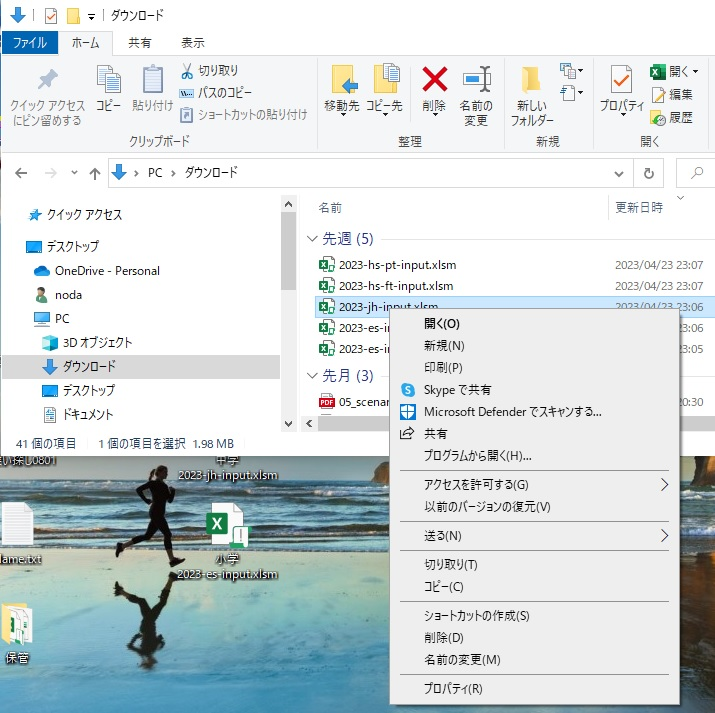 ダウンロード
ファイル
ホーム
共有
表示
クイック アクセス
にピン留めする
コピー
貼り付け
切り取り
パスのコピー
ショートカットの貼り付け
クリップボード
移動先
コピー先
削除
名前の
変更
整理
新しい
フォルダー
新規
プロパティ
開く
編集
履歴
開く
PC
ダウンロード
クイック アクセス
デスクトップ
OneDrive - Personal
noda
PC
3D オブジェクト
ダウンロード
デスクトップ
ドキュメント
名前
更新日時
先週 (5)
2023-hs-pt-input.xlsm
2023/04/23 23:07
2023-hs-ft-input.xlsm
2023/04/23 23:07
2023-jh-input.xlsm
2023/04/23 23:06
2023-es-i
23:06
2023-es-i
23:05
先月 (3)
PDF
05_scenar
20:30
41 個の項目
1 個の項目を選択 1.98 MB
開く(O)
新規(N)
印刷(P)
Skype で共有
Microsoft Defender でスキャンする...
共有
プログラムから開く(H)...
アクセスを許可する(G)
以前のバージョンの復元(V)
送る(N)
切り取り(T)
コピー(C)
ショートカットの作成(S)
削除(D)
名前の変更(M)
プロパティ(R)
中学
2023-jh-input.xlsm
小学
2023-es-input.xlsm
ame.txt
保管